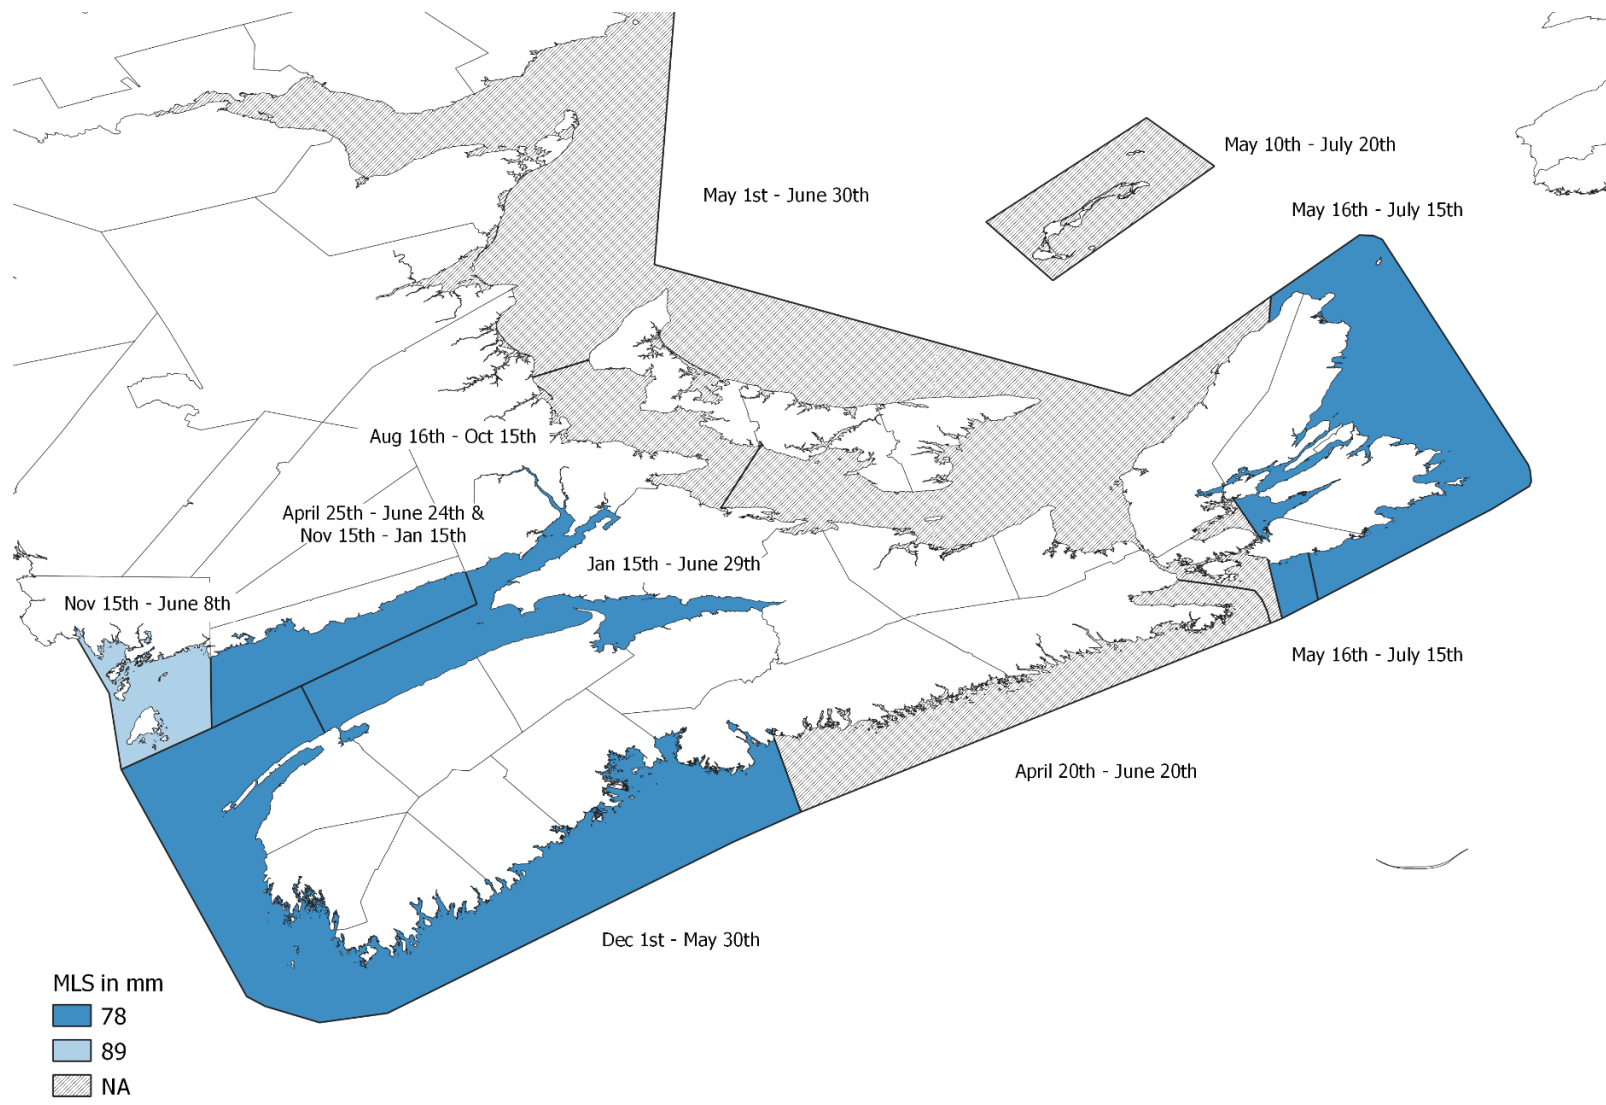 May 10th - July 20th
May 1st - June 30th
May 16th - July 15th
Aug 16th - Oct 15th
April 25th - June 24th &
Nov 15th - Jan 15th
Jan 15th - June 29th
Nov 15th - June 8th
May 16th - July 15th
April 20th - June 20th
Dec 1st - May 30th
MLS in mm
78
89
NA